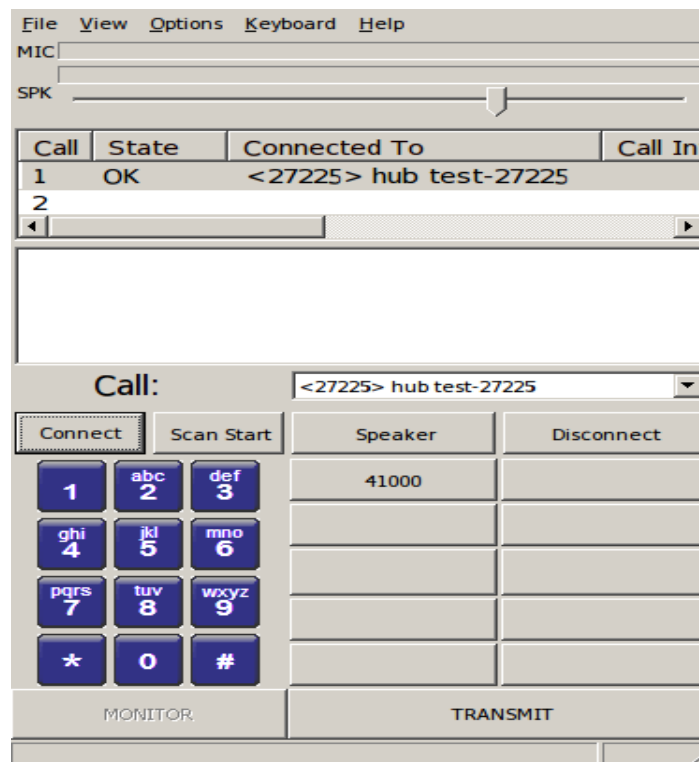 File View Options Keyboard Help
MIC
SPK
Call State Connected To Call In
1 OK <27225> hub test-27225
2
Call: <27225> hub test-27225
Connect Scan Start Speaker Disconnect
1 abc 2 def 3 41000
ghi 4 jkl 5 mno 6
pqrs 7 tuv 8 wxyz 9
* 0 #
MONITOR TRANSMIT